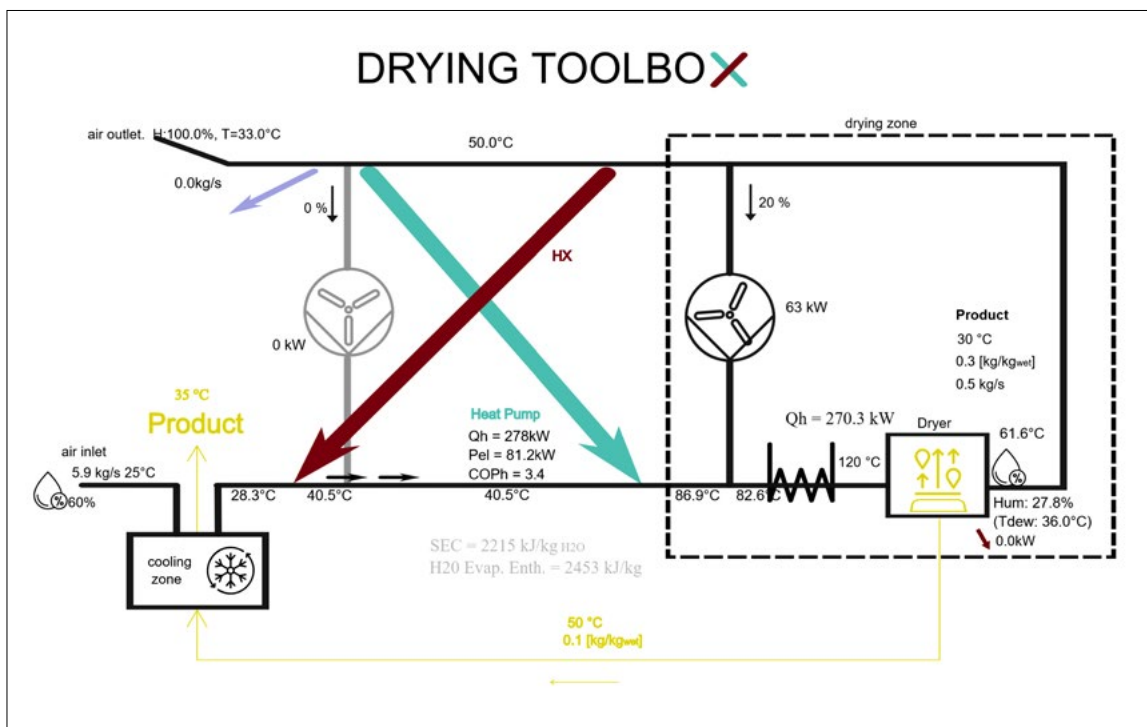 DRYING TOOLBOX
drying zone
air outlet. H:100.0%, T=33.0°C
50.0°C
0.0kg/s
0 %
20 %
HX
63 kW
0 kW
Product
30 °C
0.3 [kg/kgwet]
0.5 kg/s
35 °C
Product
Heat Pump
Qh = 278kW
Pel = 81.2kW
COPh = 3.4
Qh = 270.3 kW
Dryer
61.6°C
air inlet
5.9 kg/s 25°C
%
60%
28.3°C
40.5°C
40.5°C
86.9°C
82.6°C
120 °C
%
Hum: 27.8%
(Tdew: 36.0°C)
0.0kW
cooling
zone
SEC = 2215 kJ/kg H2O
H20 Evap. Enth. = 2453 kJ/kg
50 °C
0.1 [kg/kgwet]